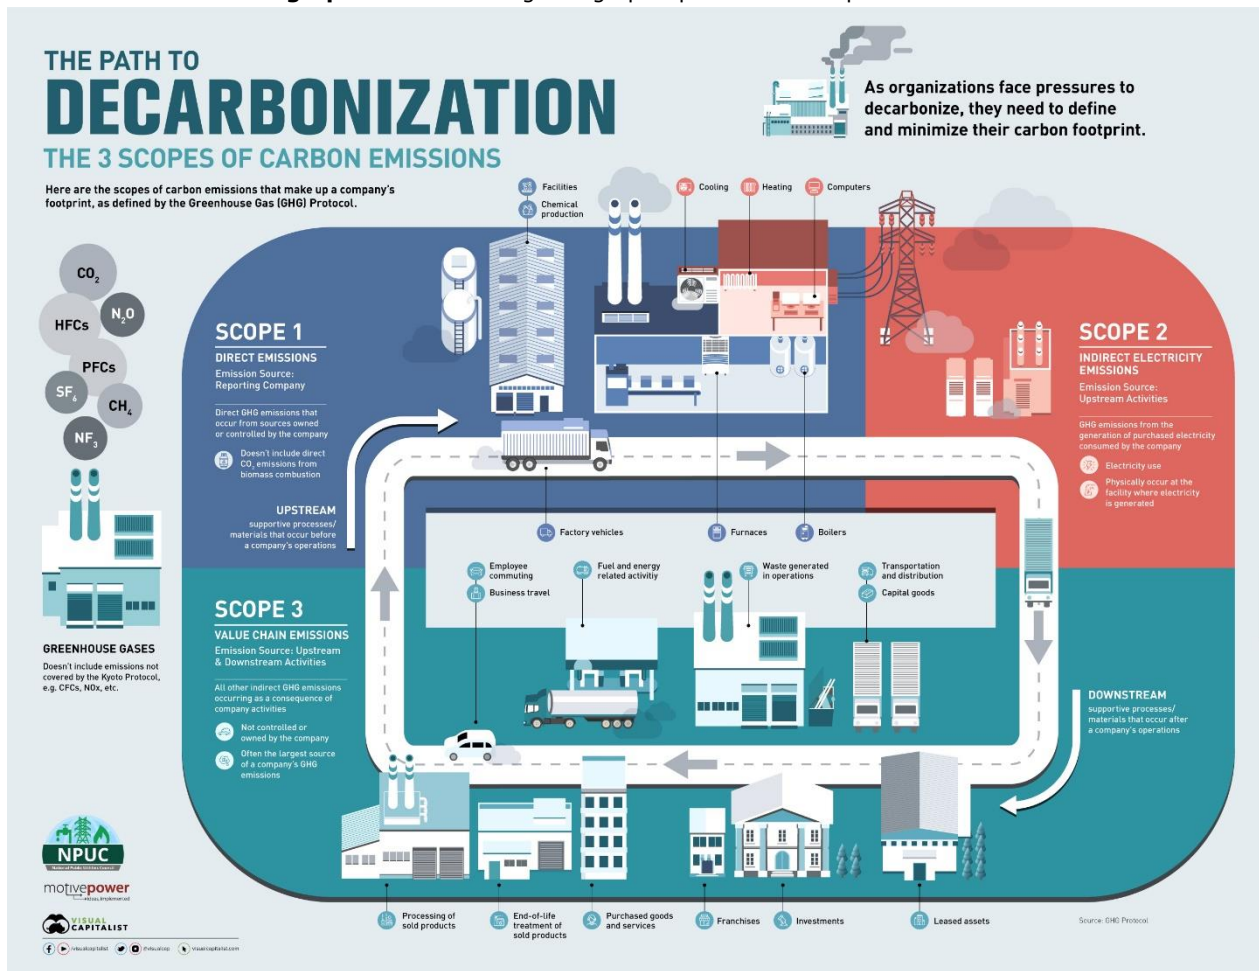 THE PATH TO
DECARBONIZATION
THE 3 SCOPES OF CARBON EMISSIONS
Here are the scopes of carbon emissions that make up a company's
footprint, as defined by the Greenhouse Gas (GHG) Protocol.
As organizations face pressures to
decarbonize, they need to define
and minimize their carbon footprint.
Facilities
Chemical
production
Cooling
Heating
Computers
CO2
HFCs
N2O
PFCs
SF6
CH4
NF3
SCOPE 1
DIRECT EMISSIONS
Emission Source:
Reporting Company
Direct GHG emissions that
occur from sources owned
or controlled by the company
Doesn't include direct
CO2 emissions from
biomass combustion
UPSTREAM
supportive processes/
materials that occur before
a company's operations
SCOPE 2
INDIRECT ELECTRICITY
EMISSIONS
Emission Source:
Upstream Activities
GHG emissions from the
generation of purchased electricity
consumed by the company
Electricity use
Physically occur at the
facility where electricity
is generated
Factory vehicles
Furnaces
Boilers
Employee
commuting
Business travel
Fuel and energy
related activitiy
Waste generated
in operations
Transportation
and distribution
Capital goods
SCOPE 3
VALUE CHAIN EMISSIONS
Emission Source: Upstream
& Downstream Activities
All other indirect GHG emissions
occurring as a consequence of
company activities
Not controlled or
owned by the company
Often the largest source
of a company's GHG
emissions
GREENHOUSE GASES
Doesn't include emissions not
covered by the Kyoto Protocol,
e.g. CFCs, NOx, etc.
DOWNSTREAM
supportive processes/
materials that occur after
a company's operations
Processing of
sold products
End-of-life
treatment of
sold products
Purchased goods
and services
Franchises
Investments
Leased assets
Source: GHG Protocol
NPUC
motivepower
VISUAL
CAPITALIST
/visualcapitalist
@visualcap
visualcapitalist.com